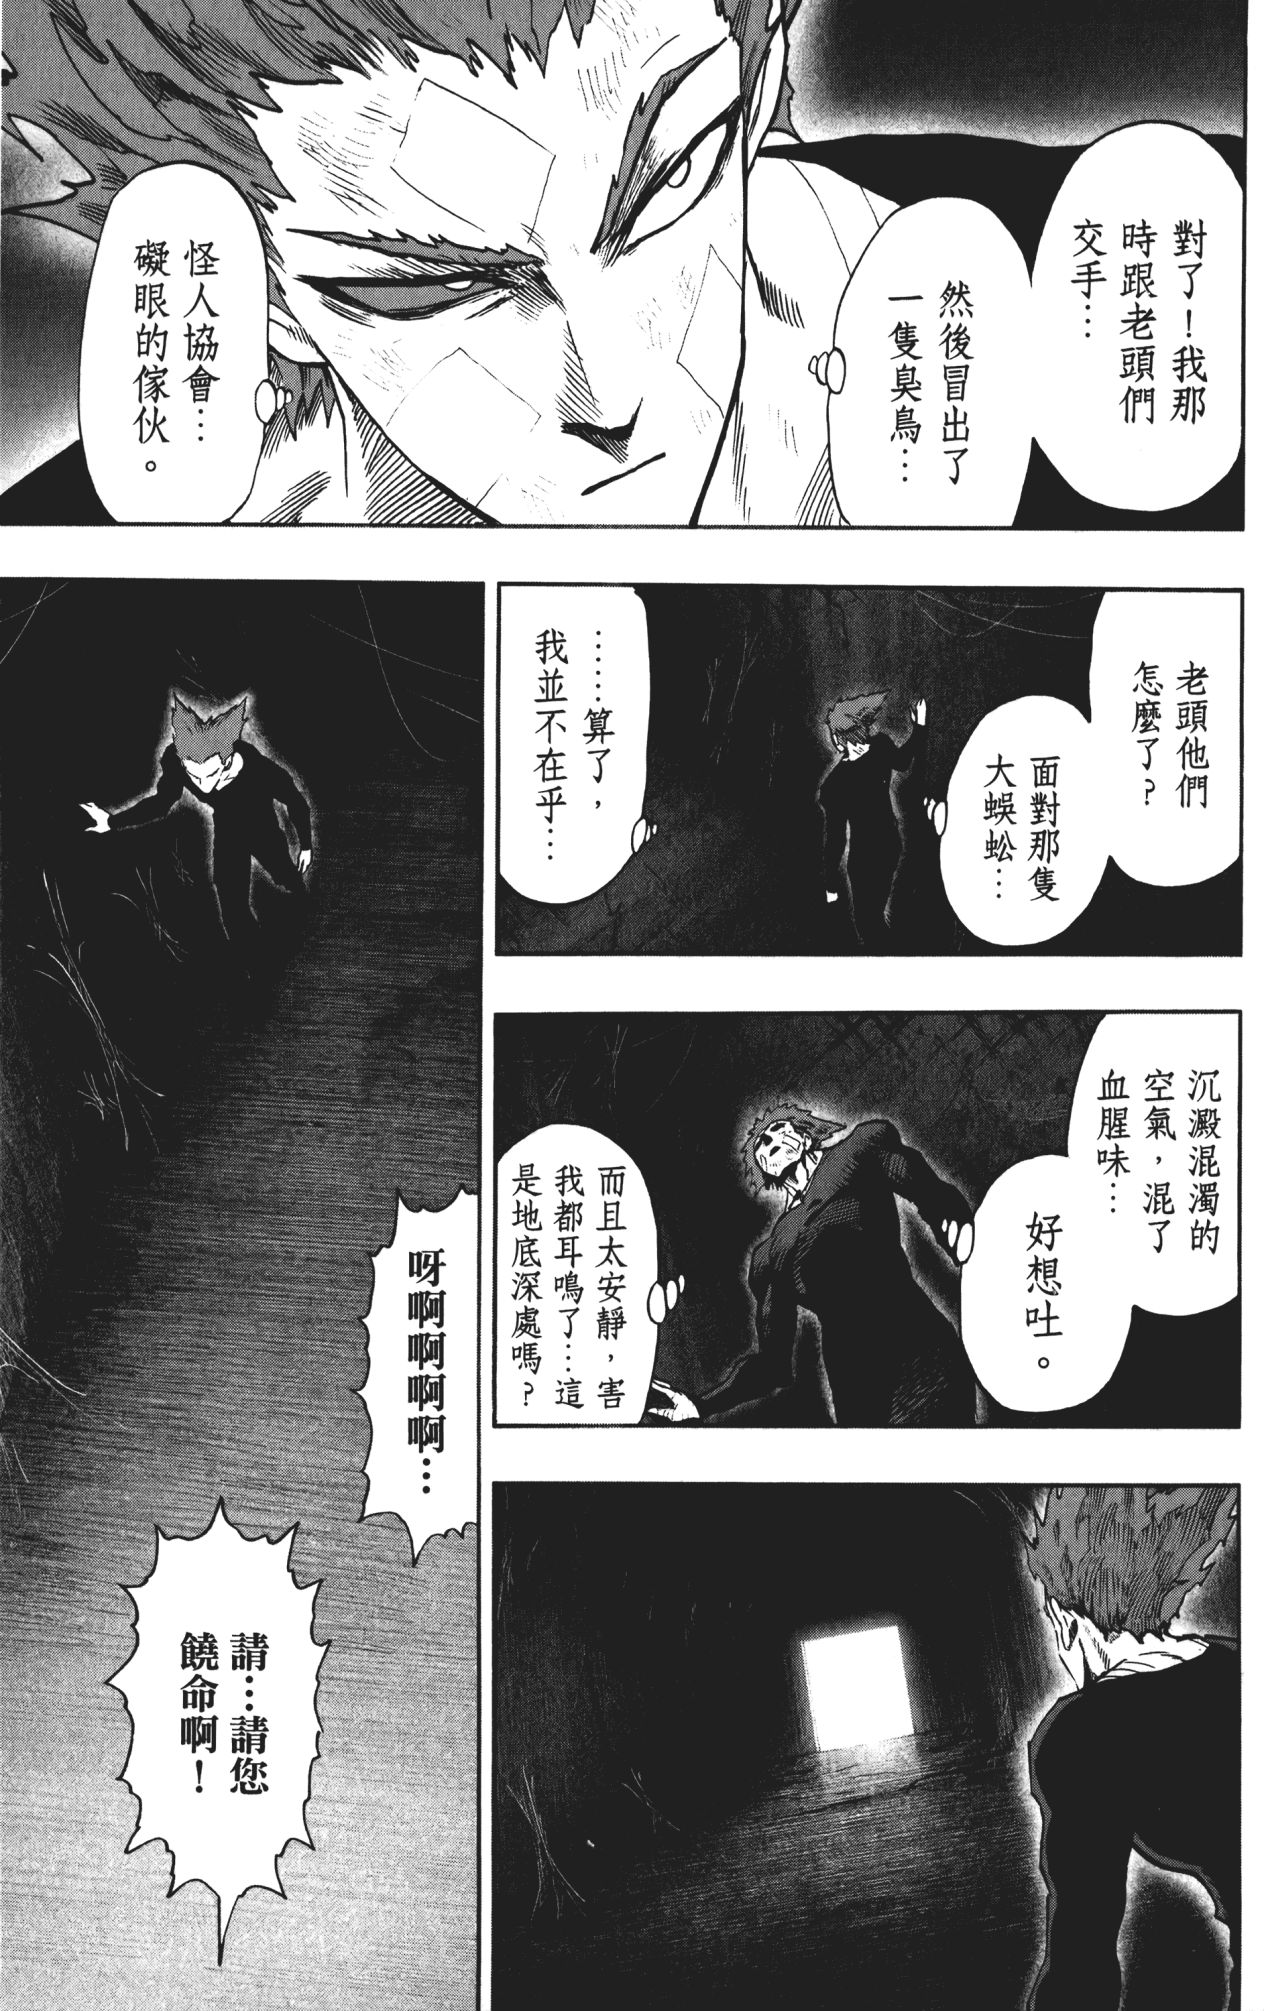 對了！我那
時跟老頭們
交手…
然後冒出了
一隻臭鳥…
怪人協會…
礙眼的傢伙。
老頭他們
怎麼了？
面對那隻
大蜈蚣…
……算了，
我並不在乎…
沉澱混濁的
空氣，混了
血腥味…
好想吐。
而且太安靜，害
我都耳鳴了…這
是地底深處嗎？
呀啊啊啊啊…
請…請您
饒命啊！